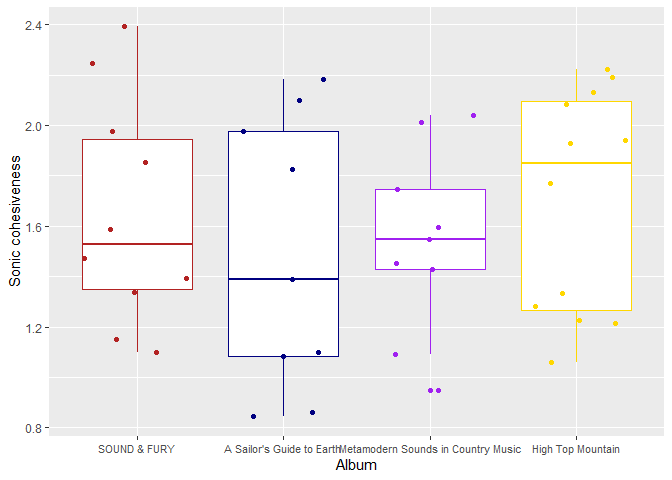 2.4
2.0
1.6
1.2
0.8
Sonic cohesiveness
SOUND & FURY A Sailor's Guide to Earth Metamodern Sounds in Country Music High Top Mountain
Album